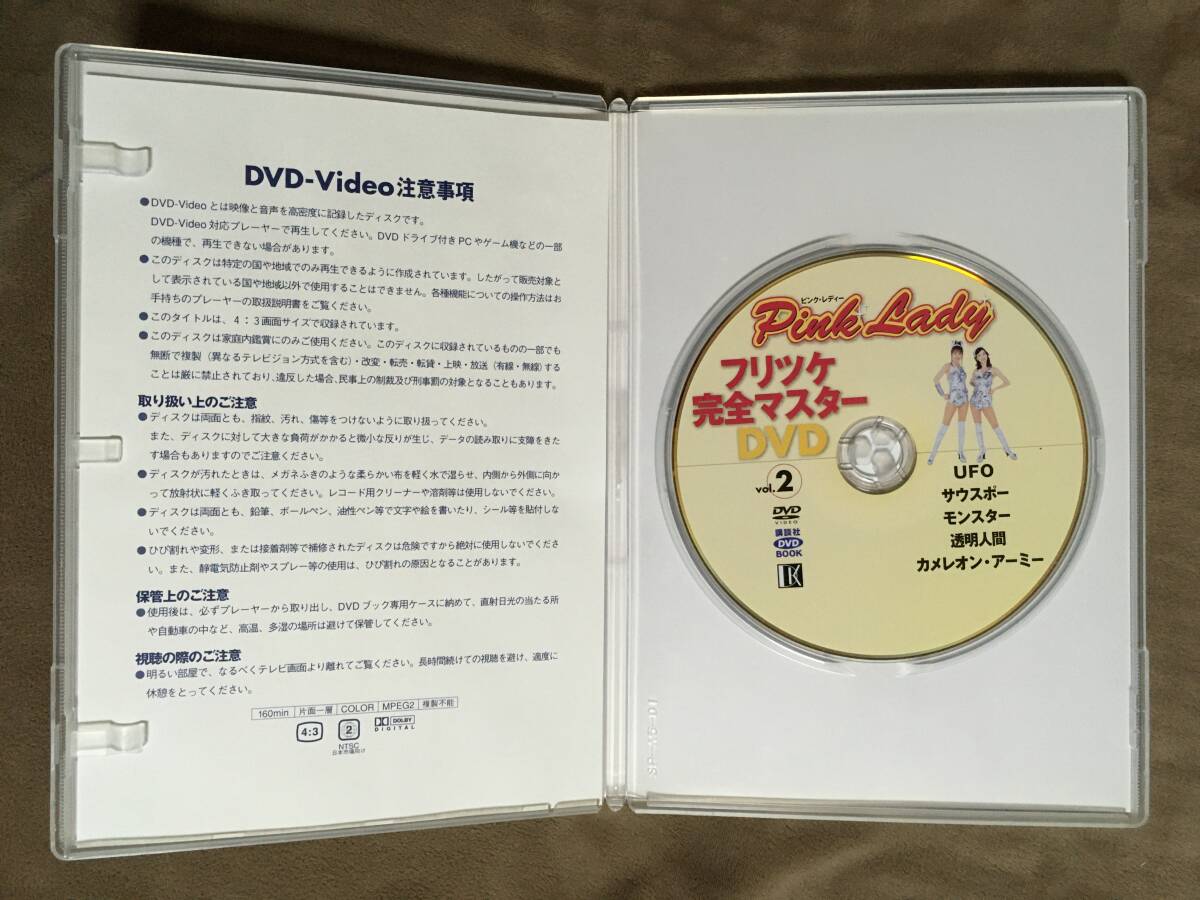 DVD-Video注意事項
●DVD-Videoとは映像と音声を高密度に記録したディスクです。
DVD-Video対応プレーヤーで再生してください。DVDドライブ付きPCやゲーム機などの一部
の機種で、再生できない場合があります。
●このディスクは特定の国や地域でのみ再生できるように作成されています。したがって販売対象と
して表示されている国や地域以外で使用することはできません。各種機能についての操作方法はお
手持ちのプレーヤーの取扱説明書をご覧ください。
●このタイトルは、4：3画面サイズで収録されています。
●このディスクは家庭内鑑賞にのみご使用ください。このディスクに収録されているものの一部でも
無断で複製（異なるテレビジョン方式を含む）・改変・転売・転貸・上映・放送（有線・無線）する
ことは厳に禁止されており、違反した場合、民事上の制裁及び刑事罰の対象となることもあります。
取り扱い上のご注意
●ディスクは両面とも、指紋、汚れ、傷等をつけないように取り扱ってください。
また、ディスクに対して大きな負荷がかかると微小な反りが生じ、データの読み取りに支障をきた
す場合もありますのでご注意ください。
●ディスクが汚れたときは、メガネふきのような柔らかい布を軽く水で湿らせ、内側から外側に向か
って放射状に軽くふき取ってください。レコード用クリーナーや溶剤等は使用しないでください。
●ディスクは両面とも、鉛筆、ボールペン、油性ペン等で文字や絵を書いたり、シール等を貼付しな
いでください。
●ひび割れや変形、または接着剤等で補修されたディスクは危険ですから絶対に使用しないでくださ
い。また、静電気防止剤やスプレー等の使用は、ひび割れの原因となることがあります。
保管上のご注意
●使用後は、必ずプレーヤーから取り出し、DVDブック専用ケースに納めて、直射日光の当たる所
や自動車の中など、高温、多湿の場所は避けて保管してください。
視聴の際のご注意
●明るい部屋で、なるべくテレビ画面より離れてご覧ください。長時間続けての視聴を避け、適度に
休憩をとってください。
160min 片面一層 COLOR MPEG2 複製不能
4:3 2 DOLBY DIGITAL
NTSC
日本市場向け
ピンク・レディー
Pink Lady
フリツケ
完全マスター
DVD
vol.2
DVD
VIDEO
講談社
DVD
BOOK
K
UFO
サウスポー
モンスター
透明人間
カメレオン・アーミー